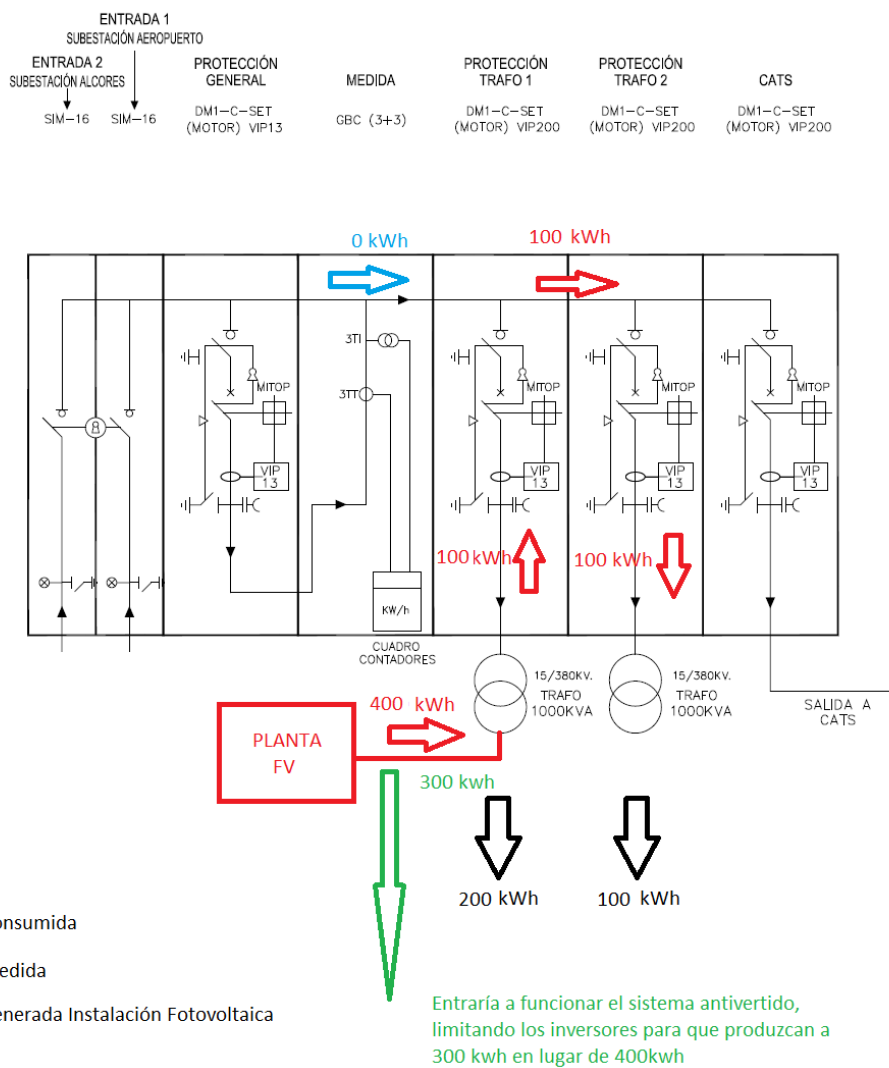 ENTRADA 1
SUBESTACIÓN AEROPUERTO
ENTRADA 2
SUBESTACIÓN ALCORES
PROTECCIÓN
GENERAL
MEDIDA
PROTECCIÓN
TRAFO 1
PROTECCIÓN
TRAFO 2
CATS
SIM-16
SIM-16
DM1-C-SET
(MOTOR) VIP13
GBC (3+3)
DM1-C-SET
(MOTOR) VIP200
DM1-C-SET
(MOTOR) VIP200
DM1-C-SET
(MOTOR) VIP200
0 kWh
100 kWh
3TI
3TT
MITOP
MITOP
MITOP
MITOP
VIP
13
VIP
13
VIP
13
VIP
13
100 kWh
100 kWh
KW/h
CUADRO
CONTADORES
15/380KV.
TRAFO
1000KVA
15/380KV.
TRAFO
1000KVA
SALIDA A
CATS
400 kWh
PLANTA
FV
300 kwh
200 kWh
100 kWh
onsumida
edida
enerada Instalación Fotovoltaica
Entraría a funcionar el sistema antivertido,
limitando los inversores para que produzcan a
300 kwh en lugar de 400kwh